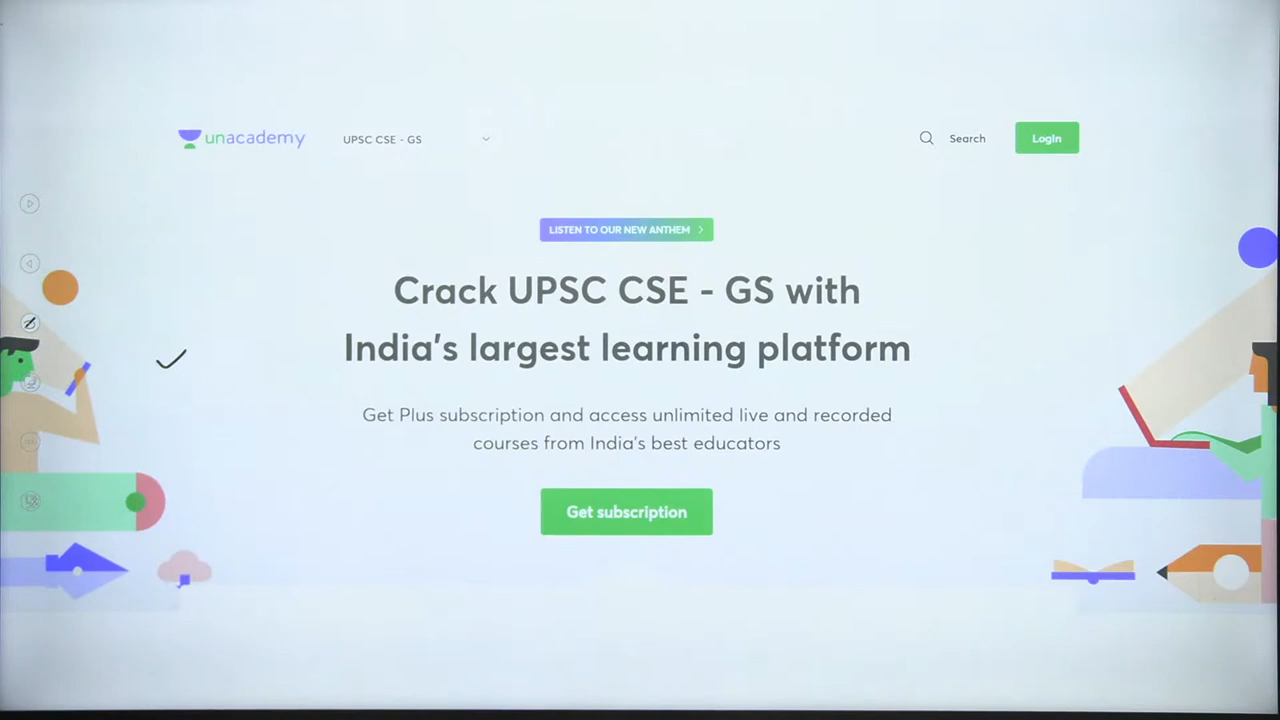 unacademy
UPSC CSE - GS
Search
Login
LISTEN TO OUR NEW ANTHEM
Crack UPSC CSE - GS with
India's largest learning platform
Get Plus subscription and access unlimited live and recorded
courses from India's best educators
Get subscription